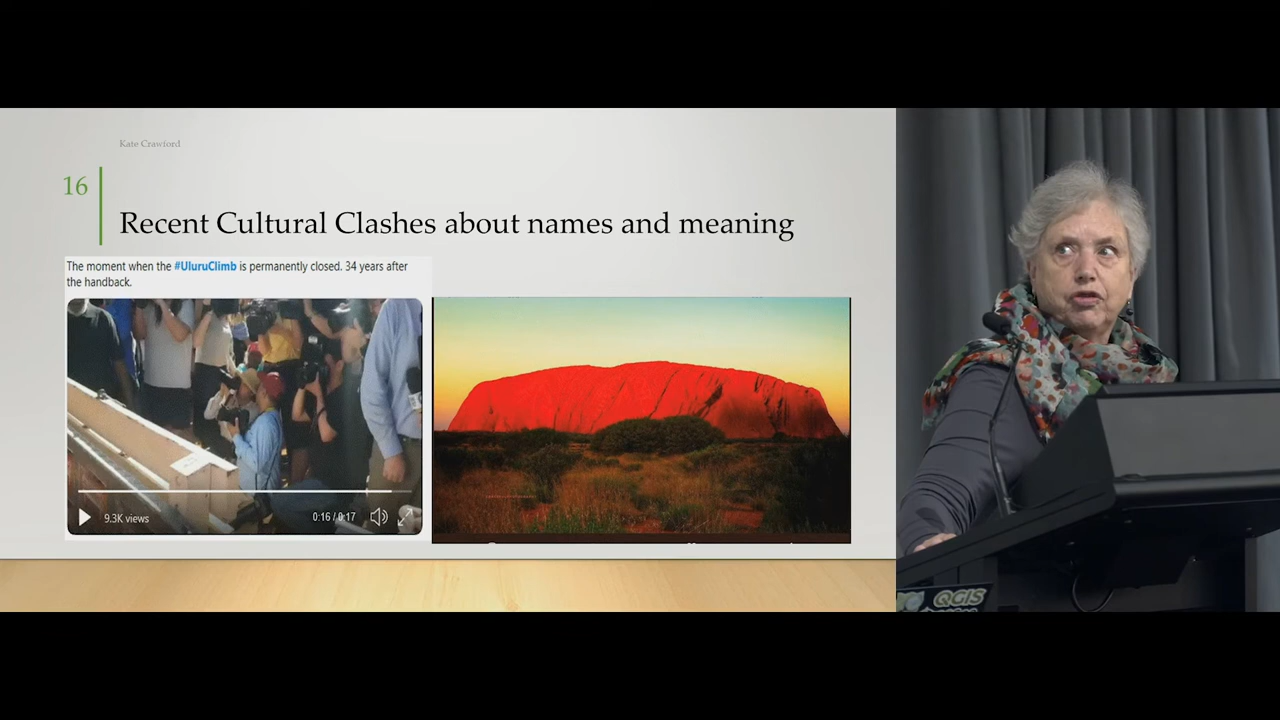 Kate Crawford
16
Recent Cultural Clashes about names and meaning
The moment when the #UluruClimb is permanently closed. 34 years after
the handback.
9.3K views
0:16 / 0:17
QGIS